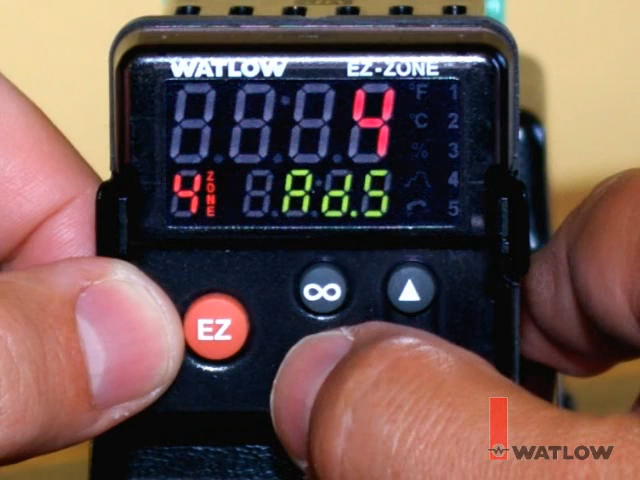 WATLOW EZ-ZONE
4 °F 1
°C 2
% 3
4 ZONE Ad.S 4
5
EZ ∞ ▲
WATLOW